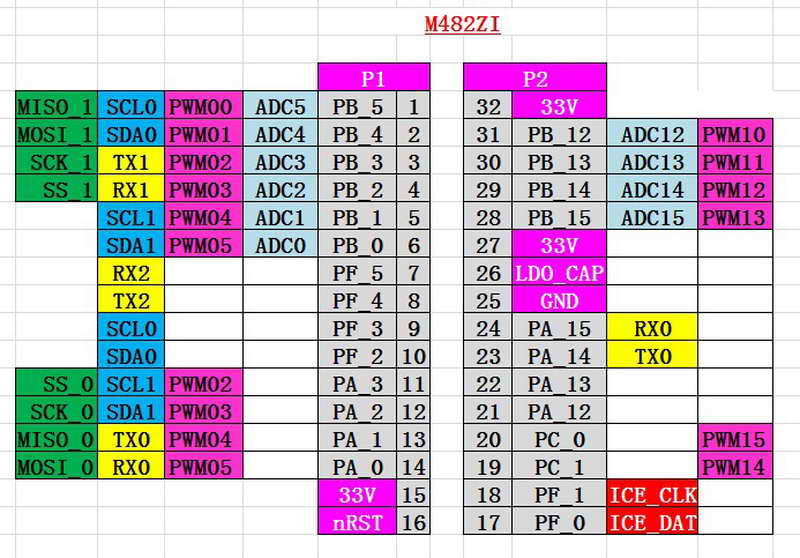 M482ZI
P1 P2
MISO_1 SCL0 PWM00 ADC5 PB_5 1 32 33V
MOSI_1 SDA0 PWM01 ADC4 PB_4 2 31 PB_12 ADC12 PWM10
SCK_1 TX1 PWM02 ADC3 PB_3 3 30 PB_13 ADC13 PWM11
SS_1 RX1 PWM03 ADC2 PB_2 4 29 PB_14 ADC14 PWM12
SCL1 PWM04 ADC1 PB_1 5 28 PB_15 ADC15 PWM13
SDA1 PWM05 ADC0 PB_0 6 27 33V
RX2 PF_5 7 26 LDO_CAP
TX2 PF_4 8 25 GND
SCL0 PF_3 9 24 PA_15 RX0
SDA0 PF_2 10 23 PA_14 TX0
SS_0 SCL1 PWM02 PA_3 11 22 PA_13
SCK_0 SDA1 PWM03 PA_2 12 21 PA_12
MISO_0 TX0 PWM04 PA_1 13 20 PC_0 PWM15
MOSI_0 RX0 PWM05 PA_0 14 19 PC_1 PWM14
33V 15 18 PF_1 ICE_CLK
nRST 16 17 PF_0 ICE_DAT